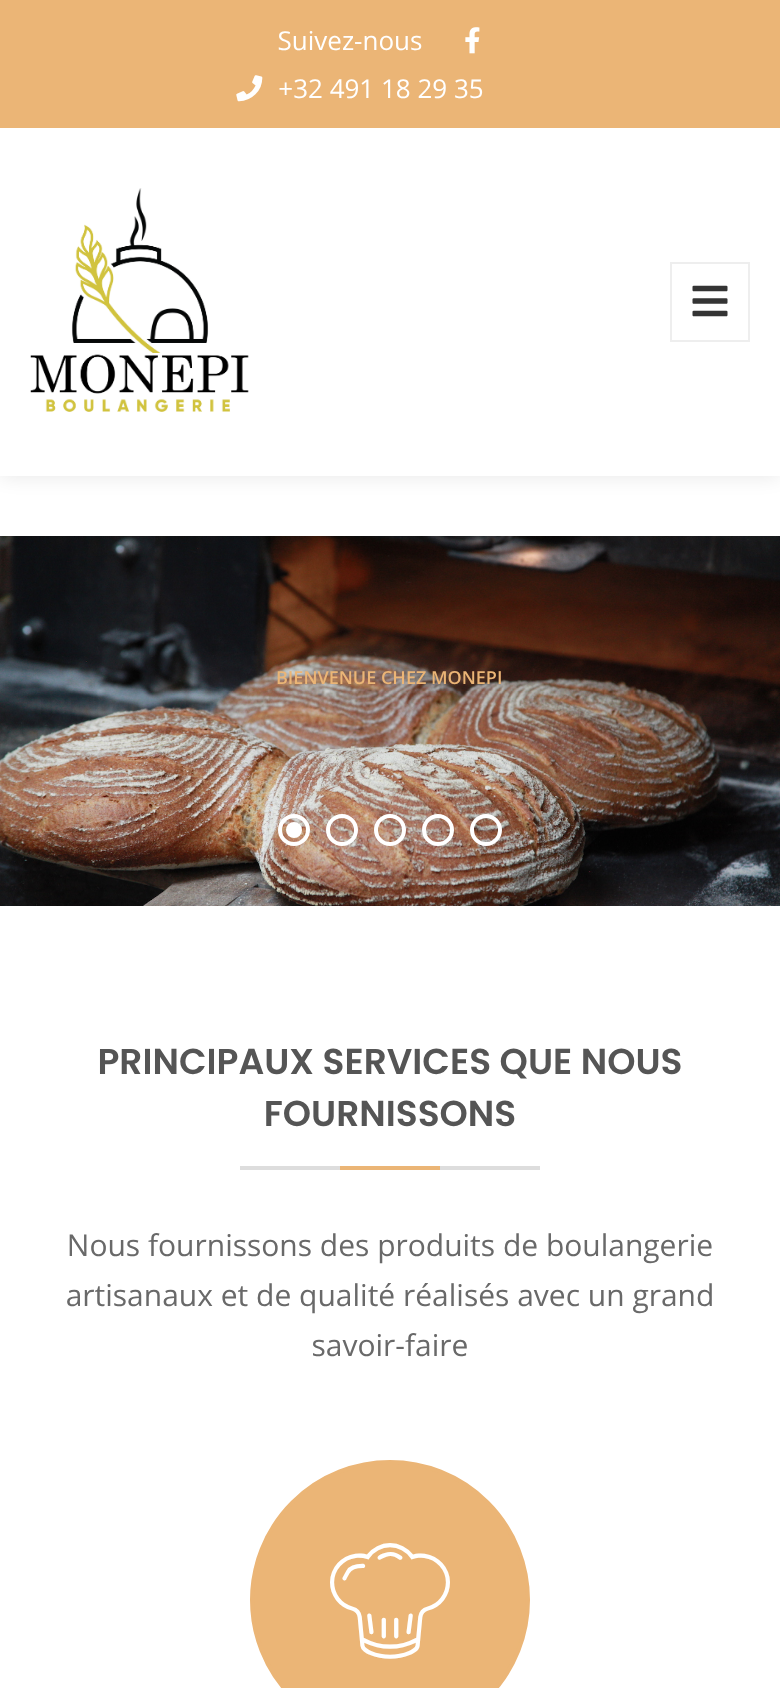 Suivez-nous
+32 491 18 29 35
MONEPI
BOULANGERIE
BIENVENUE CHEZ MONEPI
PRINCIPAUX SERVICES QUE NOUS
FOURNISSONS
Nous fournissons des produits de boulangerie
artisanaux et de qualité réalisés avec un grand
savoir-faire